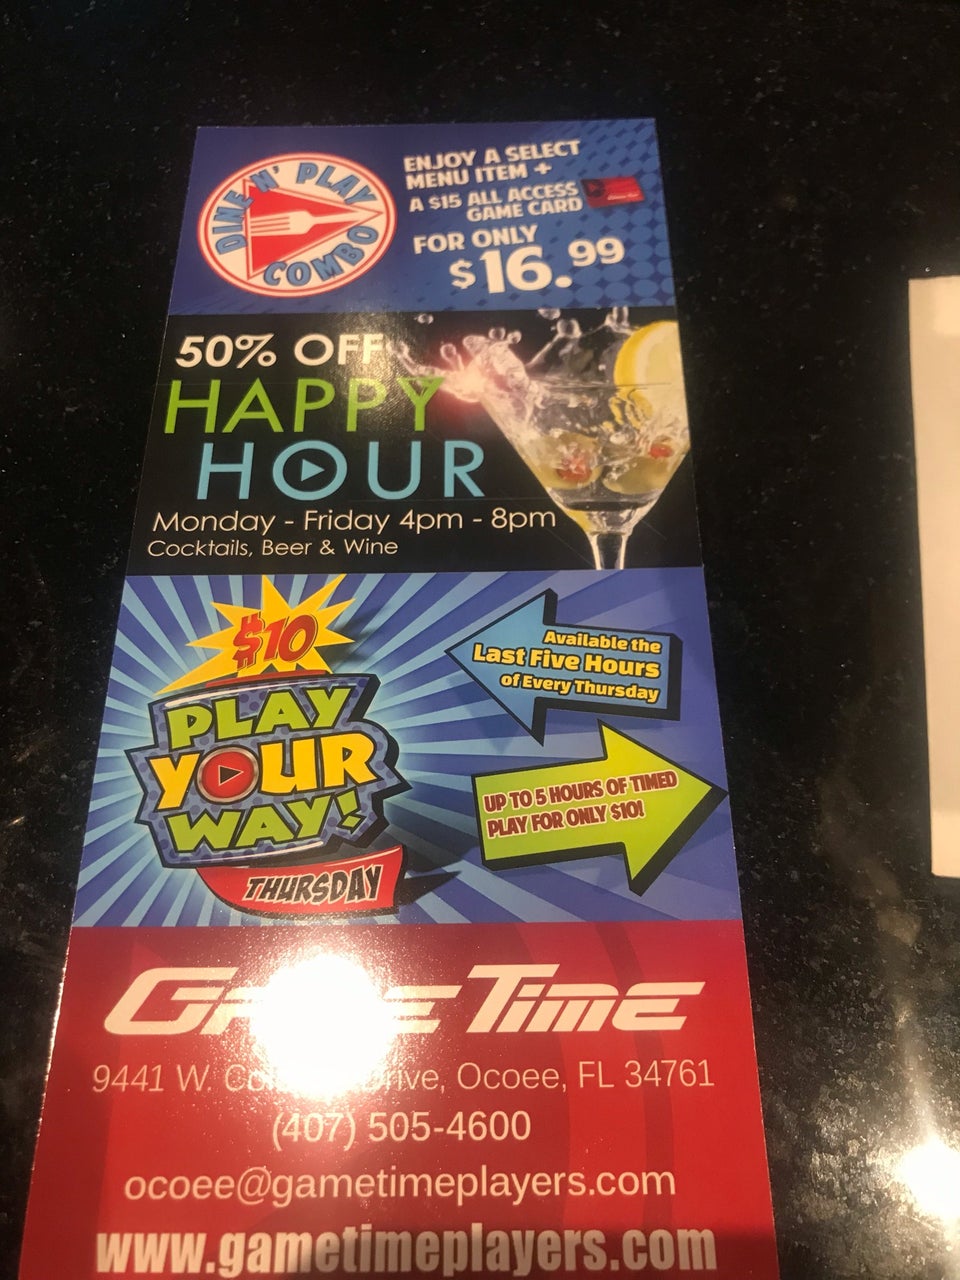 DINE N' PLAY
COMBO
ENJOY A SELECT
MENU ITEM +
A $15 ALL ACCESS
GAME CARD
FOR ONLY
$16.99
50% OFF
HAPPY
HOUR
Monday - Friday 4pm - 8pm
Cocktails, Beer & Wine
$10
PLAY
YOUR
WAY!
THURSDAY
Available the
Last Five Hours
of Every Thursday
UP TO 5 HOURS OF TIMED
PLAY FOR ONLY $10!
GAME TIME
9441 W. Drive, Ocoee, FL 34761
(407) 505-4600
ocoee@gametimeplayers.com
www.gametimeplayers.com